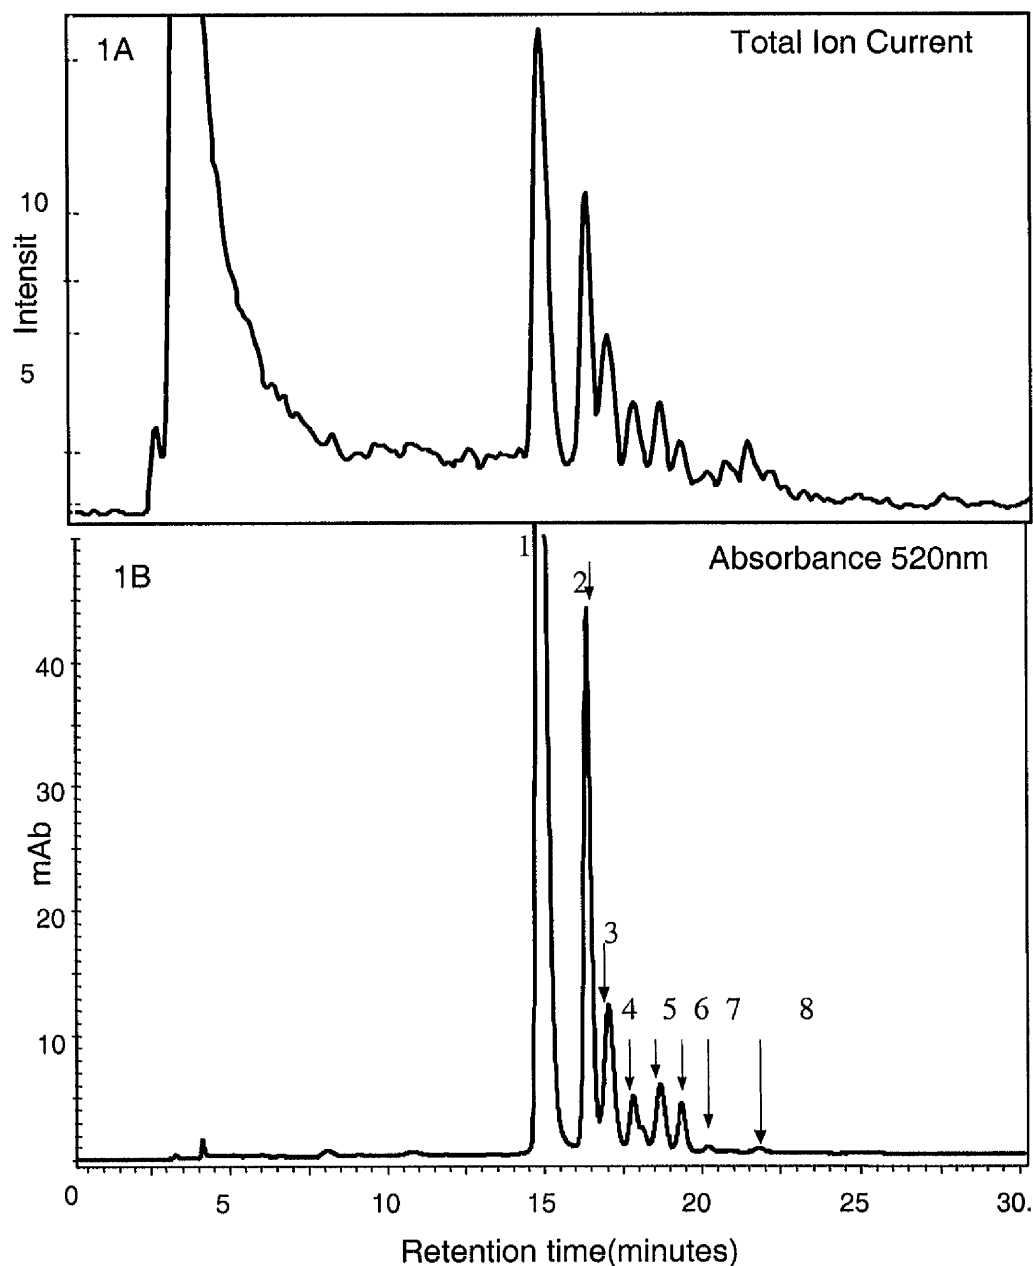 1A
Total Ion Current
10
Intensit
5
1
1B
Absorbance 520nm
2
40
30
mAb
20
3
4 5 6 7 8
10
0 5 10 15 20 25 30.
Retention time(minutes)